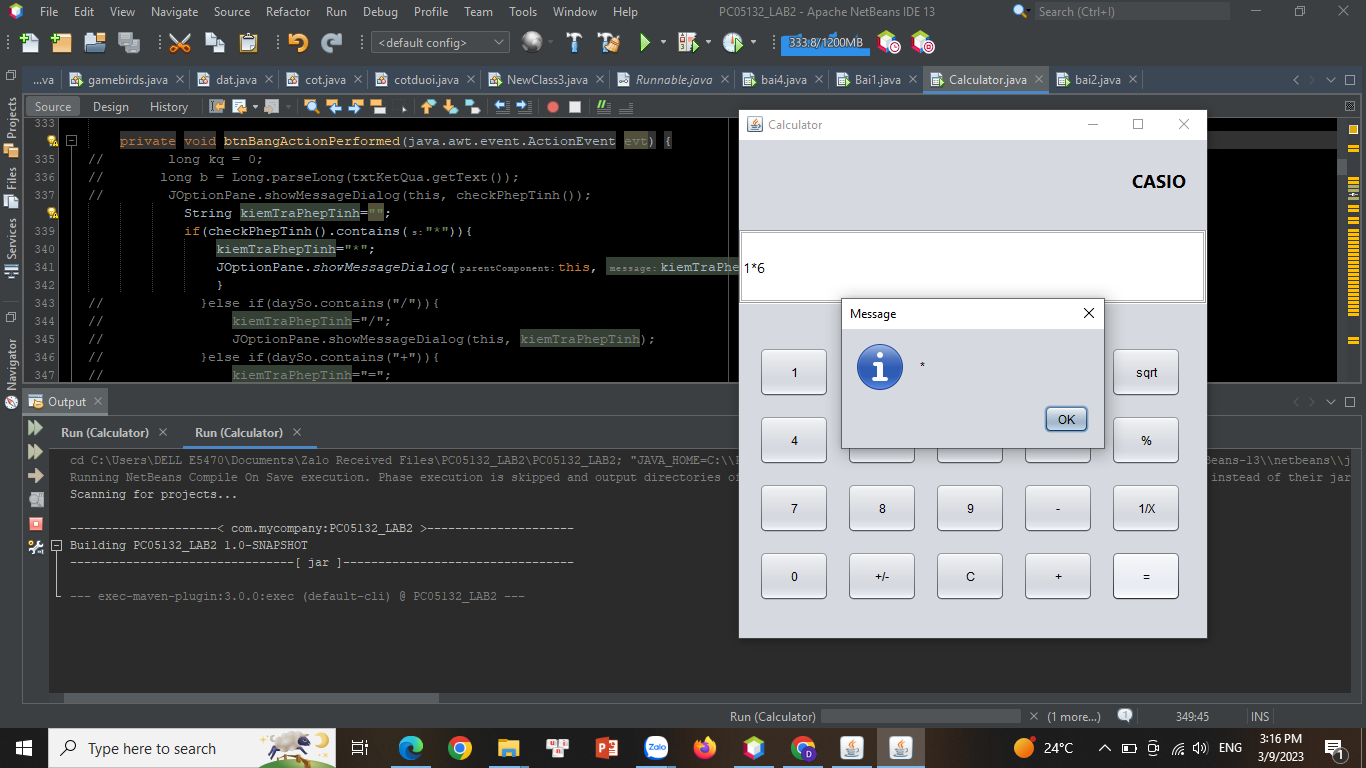 File Edit View Navigate Source Refactor Run Debug Profile Team Tools Window Help PC05132_LAB2 - Apache NetBeans IDE 13 Search (Ctrl+I)
<default config> 333.8/1200MB
...va gamebirds.java dat.java cot.java cotduoi.java NewClass3.java Runnable.java bai4.java Bai1.java Calculator.java bai2.java
Source Design History
Projects
Files
Services
Navigator
333
private void btnBangActionPerformed(java.awt.event.ActionEvent evt) {
335 // long kq = 0;
336 // long b = Long.parseLong(txtKetQua.getText());
337 // JOptionPane.showMessageDialog(this, checkPhepTinh());
String kiemTraPhepTinh="";
339 if(checkPhepTinh().contains(s:"*")){
340 kiemTraPhepTinh="*";
341 JOptionPane.showMessageDialog(parentComponent:this, message:kiemTraPhe
342 }
343 // }else if(daySo.contains("/")){
344 // kiemTraPhepTinh="/";
345 // JOptionPane.showMessageDialog(this, kiemTraPhepTinh);
346 // }else if(daySo.contains("+")){
347 // kiemTraPhepTinh="=";
Calculator
CASIO
1*6
Message
*
OK
1 sqrt
4 %
7 8 9 - 1/X
0 +/- C + =
Output
Run (Calculator) Run (Calculator)
cd C:\Users\DELL E5470\Documents\Zalo Received Files\PC05132_LAB2\PC05132_LAB2; "JAVA_HOME=C:\\ Beans-13\\netbeans\\j
Running NetBeans Compile On Save execution. Phase execution is skipped and output directories o instead of their jar
Scanning for projects...
---------------------< com.mycompany:PC05132_LAB2 >---------------------
Building PC05132_LAB2 1.0-SNAPSHOT
--------------------------------[ jar ]---------------------------------
--- exec-maven-plugin:3.0.0:exec (default-cli) @ PC05132_LAB2 ---
Run (Calculator) (1 more...) 1 349:45 INS
Type here to search Zalo D 24°C ENG 3:16 PM
3/9/2023 1